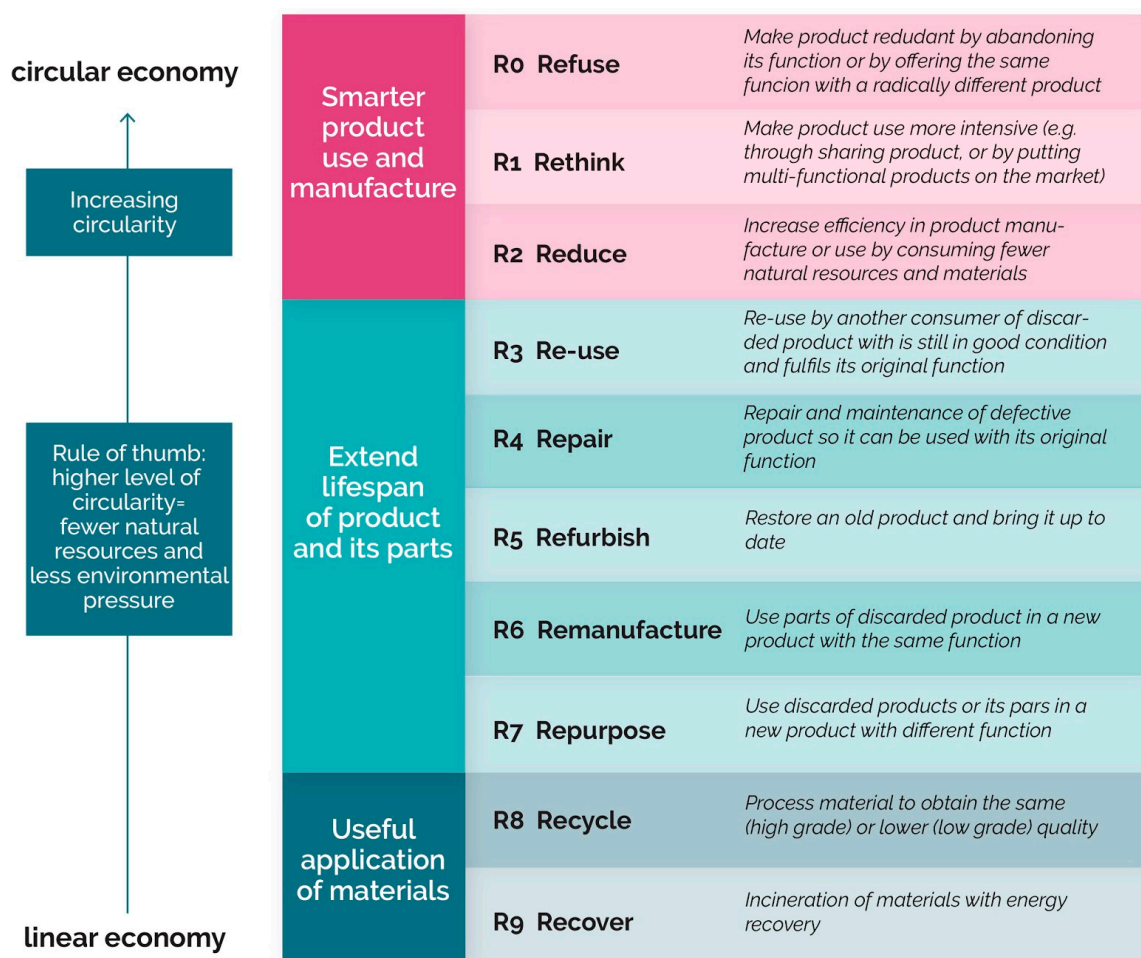 circular economy
Increasing
circularity
Rule of thumb:
higher level of
circularity=
fewer natural
resources and
less environmental
pressure
linear economy
Smarter
product
use and
manufacture
R0 Refuse
Make product redudant by abandoning
its function or by offering the same
funcion with a radically different product
R1 Rethink
Make product use more intensive (e.g.
through sharing product, or by putting
multi-functional products on the market)
R2 Reduce
Increase efficiency in product manu-
facture or use by consuming fewer
natural resources and materials
Extend
lifespan
of product
and its parts
R3 Re-use
Re-use by another consumer of discar-
ded product with is still in good condition
and fulfils its original function
R4 Repair
Repair and maintenance of defective
product so it can be used with its original
function
R5 Refurbish
Restore an old product and bring it up to
date
R6 Remanufacture
Use parts of discarded product in a new
product with the same function
R7 Repurpose
Use discarded products or its pars in a
new product with different function
Useful
application
of materials
R8 Recycle
Process material to obtain the same
(high grade) or lower (low grade) quality
R9 Recover
Incineration of materials with energy
recovery